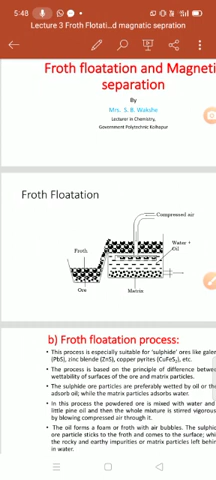 5:48
Lecture 3 Froth Flotati...d magnatic sepration
Froth floatation and Magneti
separation
By
Mrs. S. B. Wakshe
Lecturer in Chemistry,
Government Polytechnic Kolhapur
Froth Floatation
Compressed air
Water +
Oil
Froth
Ore
Matrix
b) Froth floatation process:
• This process is especially suitable for 'sulphide' ores like galen
(PbS), zinc blende (ZnS), copper pyrites (CuFeS₂), etc.
• The process is based on the principle of difference betwee
wettability of surfaces of the ore and matrix particles.
• The sulphide ore particles are preferably wetted by oil or the
adsorb oil; while the matrix particles adsorbs water.
• In this process the powdered ore is mixed with water and
little pine oil and then the whole mixture is stirred vigorous
by blowing compressed air through it.
• The oil forms a foam or froth with air bubbles. The sulphid
ore particle sticks to the froth and comes to the surface; whi
the rocky and earthy impurities or matrix particles left behin
in water.